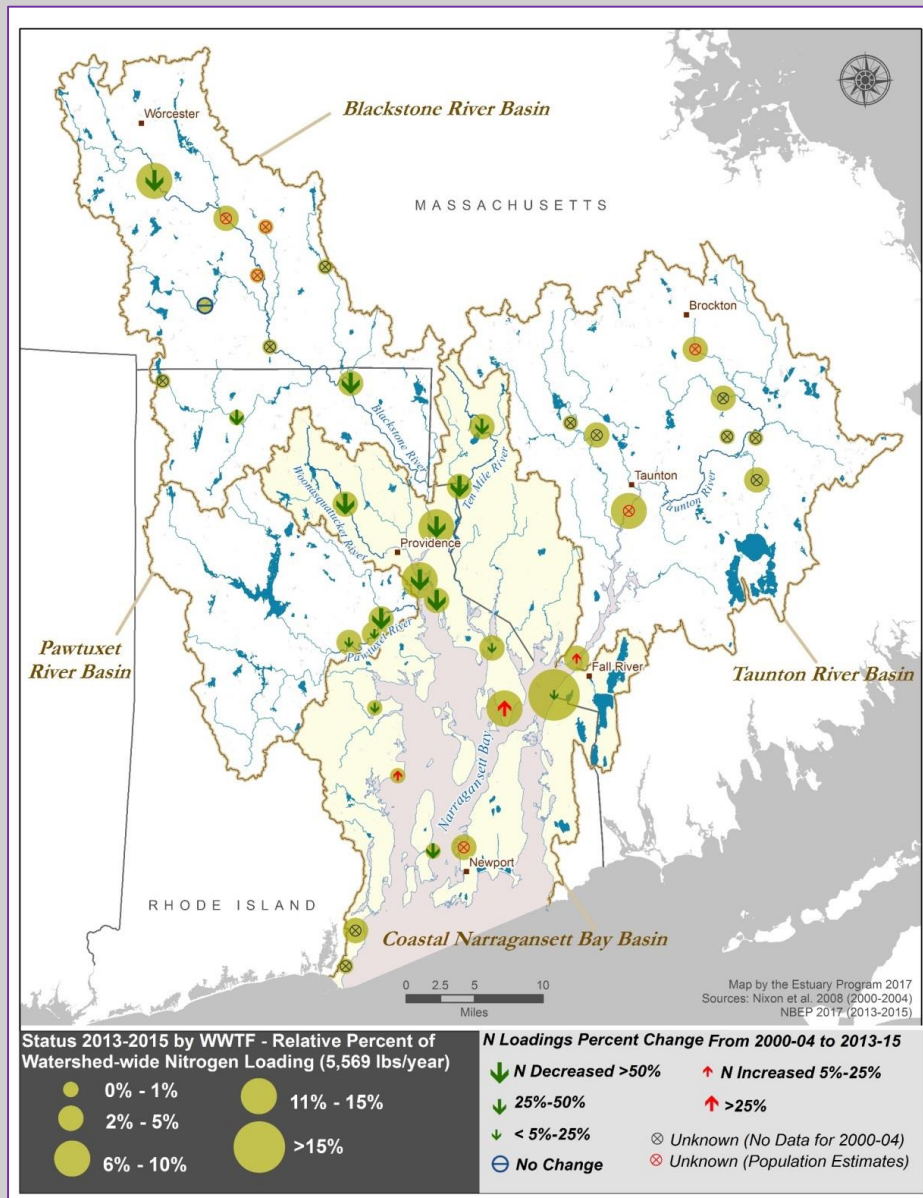 Blackstone River Basin
Worcester
MASSACHUSETTS
Brockton
Blackstone River
Ten Mile River
Woonasquatucket River
Taunton
Taunton River
Providence
Pawtuxet River
Pawtuxet
River Basin
Taunton River Basin
Fall River
Narragansett Bay
Newport
RHODE ISLAND
Coastal Narragansett Bay Basin
0 2.5 5 10
Miles
Map by the Estuary Program 2017
Sources: Nixon et al. 2008 (2000-2004)
NBEP 2017 (2013-2015)
Status 2013-2015 by WWTF - Relative Percent of
Watershed-wide Nitrogen Loading (5,569 lbs/year)
0% - 1%
2% - 5%
6% - 10%
11% - 15%
>15%
N Loadings Percent Change From 2000-04 to 2013-15
N Decreased >50%
25%-50%
< 5%-25%
No Change
N Increased 5%-25%
>25%
Unknown (No Data for 2000-04)
Unknown (Population Estimates)